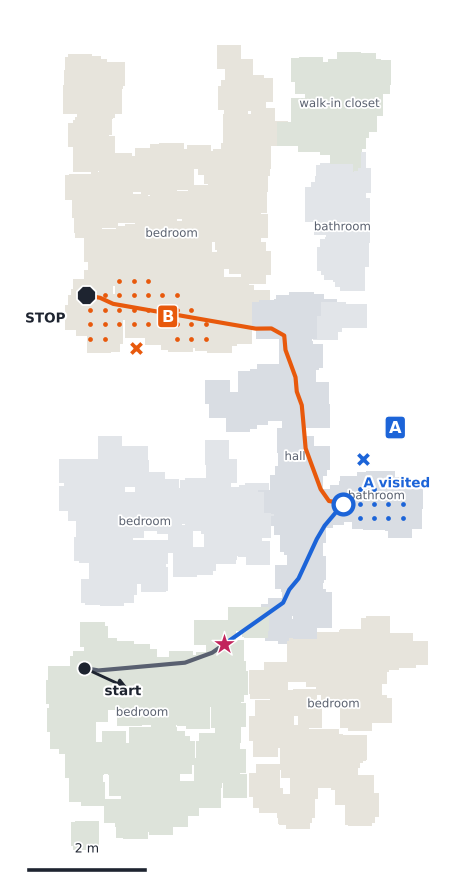 walk-in closet
bathroom
bedroom
B
STOP
A
hall
A visited
bathroom
bedroom
start
bedroom
bedroom
2 m